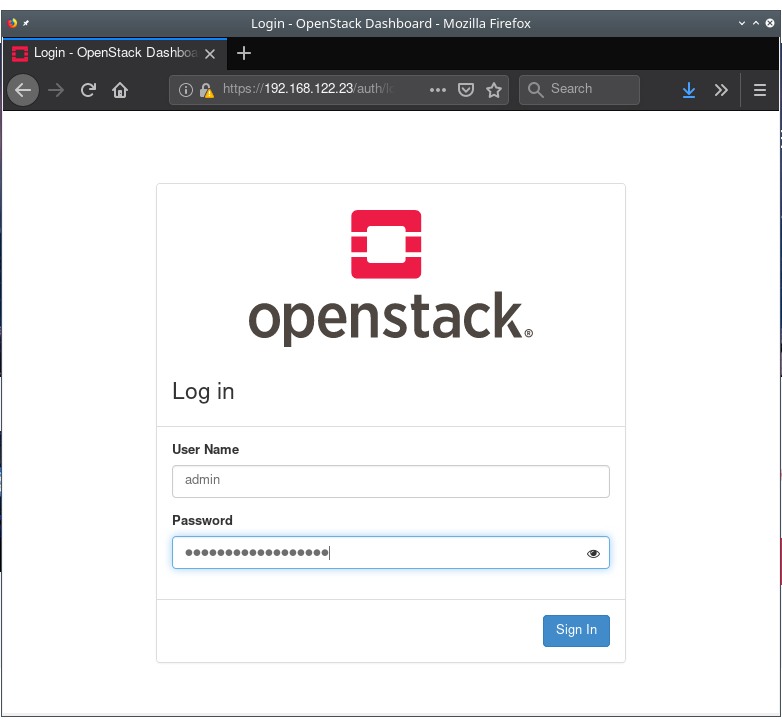 Login - OpenStack Dashboard - Mozilla Firefox
Login - OpenStack Dashboa
https://192.168.122.23/auth/lo
Search
openstack®
Log in
User Name
admin
Password
••••••••••••••••••
Sign In